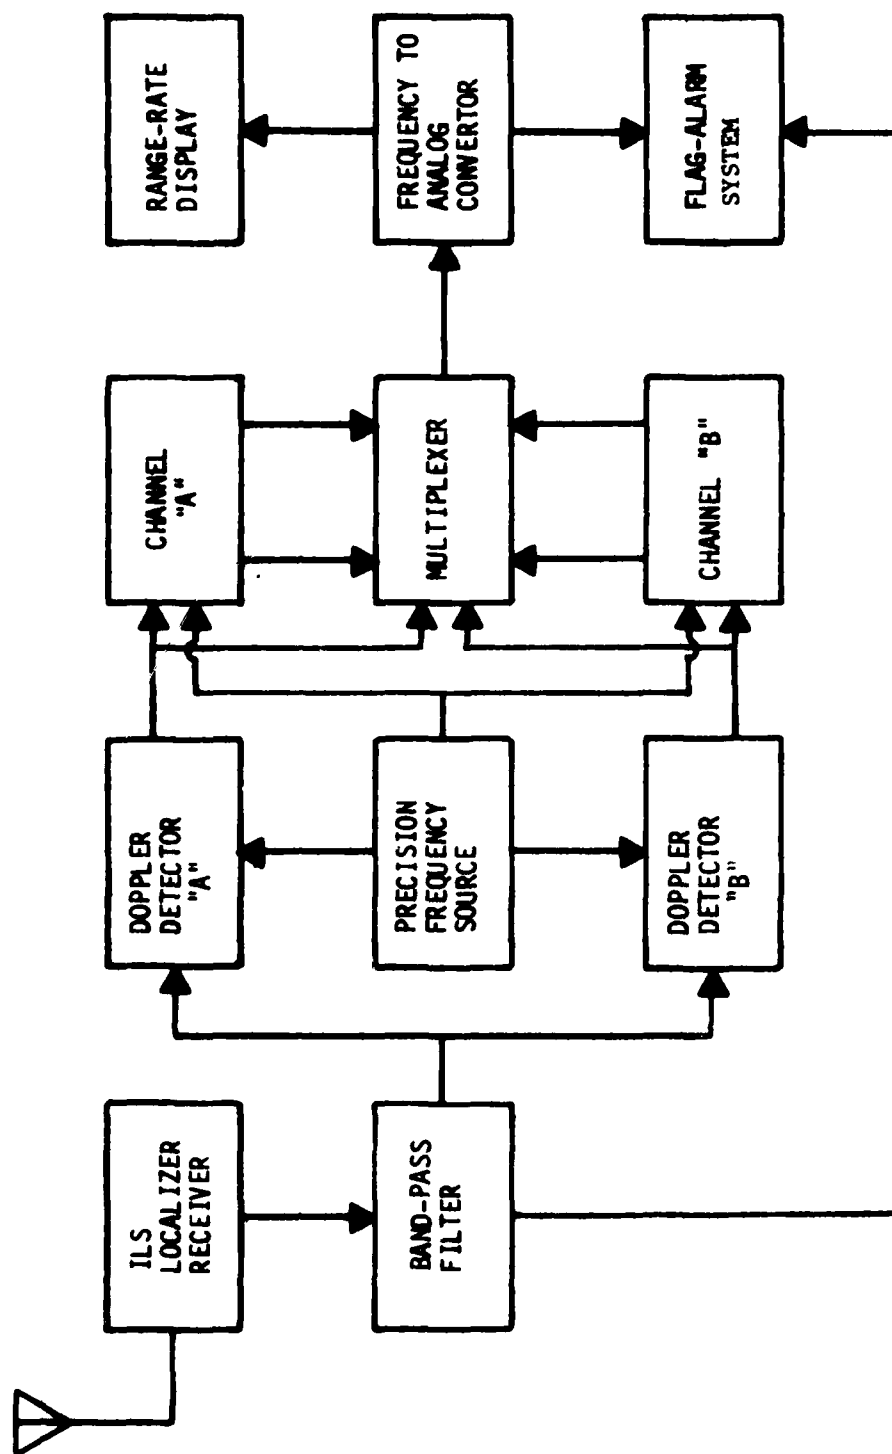 ILS
LOCALIZER
RECEIVER
BAND-PASS
FILTER
DOPPLER
DETECTOR
"A"
PRECISION
FREQUENCY
SOURCE
DOPPLER
DETECTOR
"B"
CHANNEL
"A"
MULTIPLEXER
CHANNEL "B"
RANGE-RATE
DISPLAY
FREQUENCY TO
ANALOG
CONVERTOR
FLAG-ALARM
SYSTEM